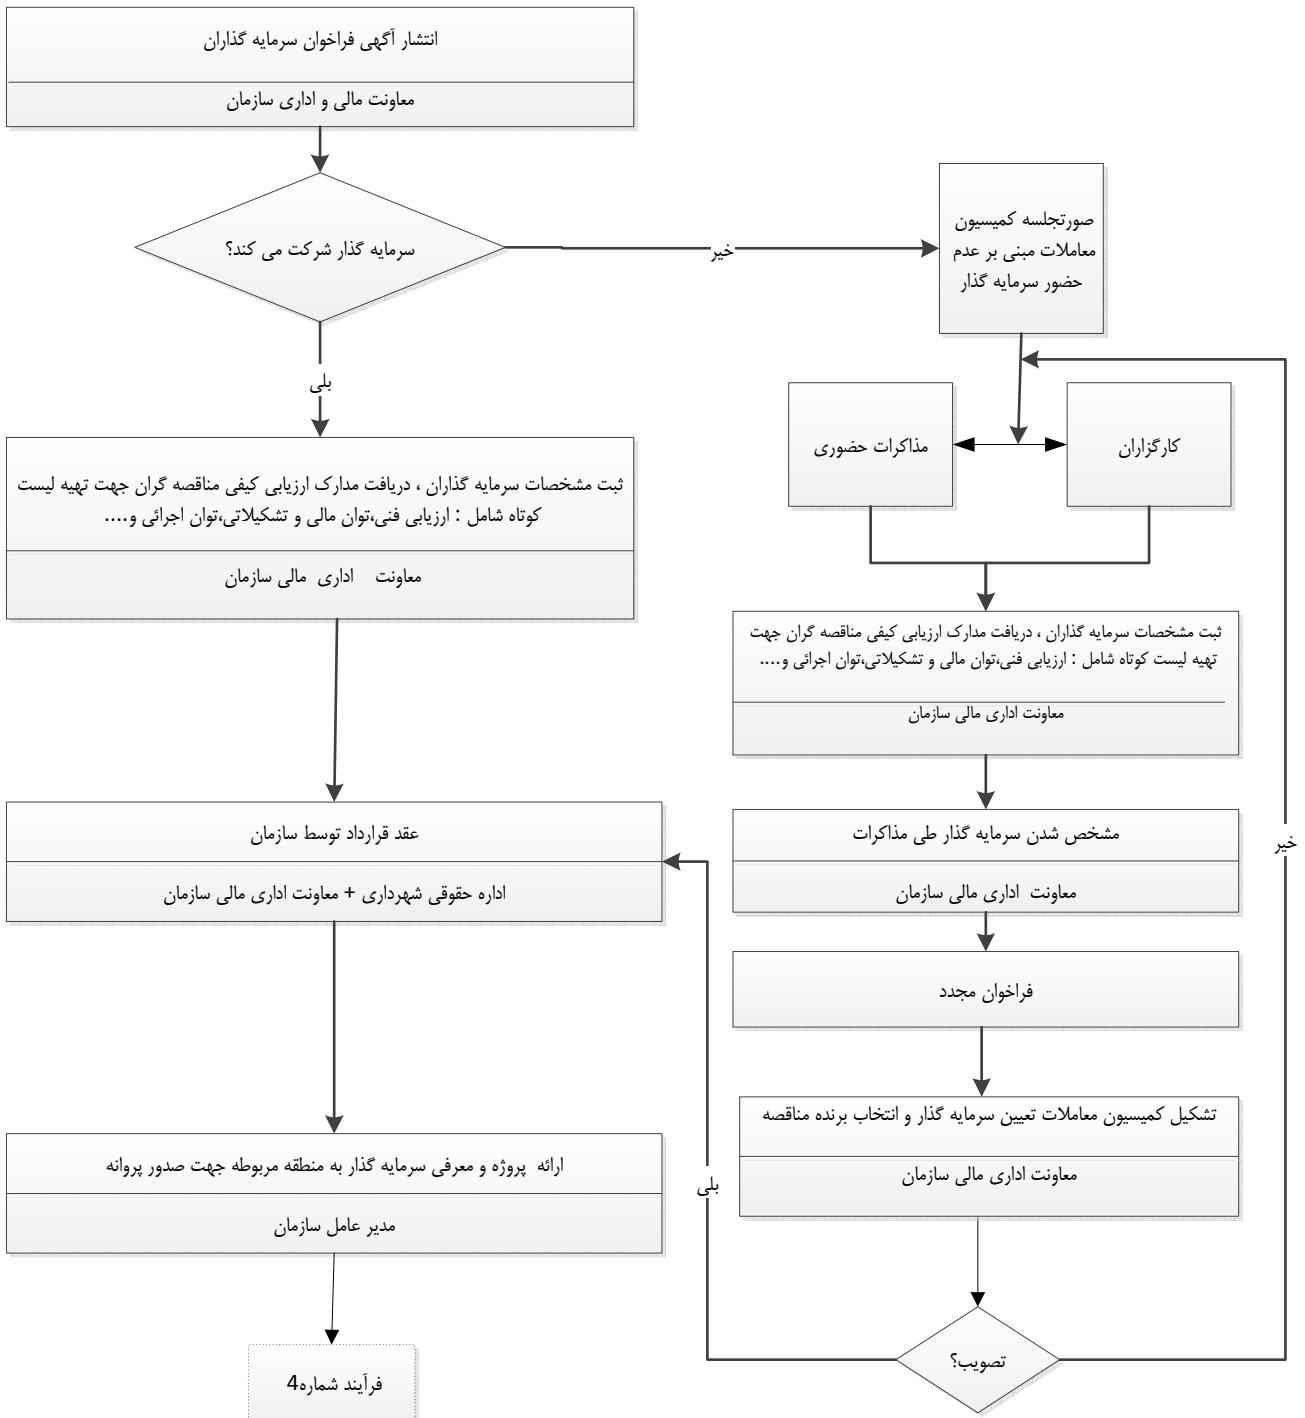 انتشار آگهی فراخوان سرمایه گذاران
معاونت مالی و اداری سازمان
سرمایه گذار شرکت می کند؟
خیر
صورتجلسه کمیسیون
معاملات مبنی بر عدم
حضور سرمایه گذار
بلی
کارگزاران
مذاکرات حضوری
ثبت مشخصات سرمایه گذاران ، دریافت مدارک ارزیابی کیفی مناقصه گران جهت تهیه لیست
کوتاه شامل : ارزیابی فنی،توان مالی و تشکیلاتی،توان اجرائی و....
معاونت اداری مالی سازمان
ثبت مشخصات سرمایه گذاران ، دریافت مدارک ارزیابی کیفی مناقصه گران جهت
تهیه لیست کوتاه شامل : ارزیابی فنی،توان مالی و تشکیلاتی،توان اجرائی و....
معاونت اداری مالی سازمان
مشخص شدن سرمایه گذار طی مذاکرات
معاونت اداری مالی سازمان
خیر
عقد قرارداد توسط سازمان
اداره حقوقی شهرداری + معاونت اداری مالی سازمان
فراخوان مجدد
تشکیل کمیسیون معاملات تعیین سرمایه گذار و انتخاب برنده مناقصه
معاونت اداری مالی سازمان
بلی
ارائه پروژه و معرفی سرمایه گذار به منطقه مربوطه جهت صدور پروانه
مدیر عامل سازمان
تصویب؟
فرآیند شماره4